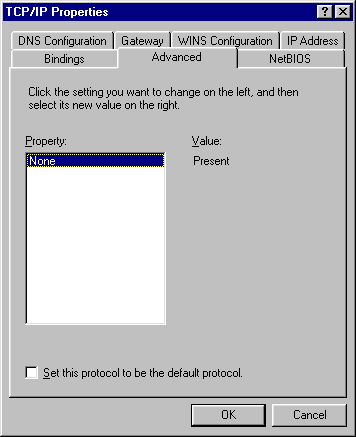 TCP/IP Properties
DNS Configuration Gateway WINS Configuration IP Address
Bindings Advanced NetBIOS
Click the setting you want to change on the left, and then
select its new value on the right.
Property: Value:
None Present
Set this protocol to be the default protocol.
OK Cancel